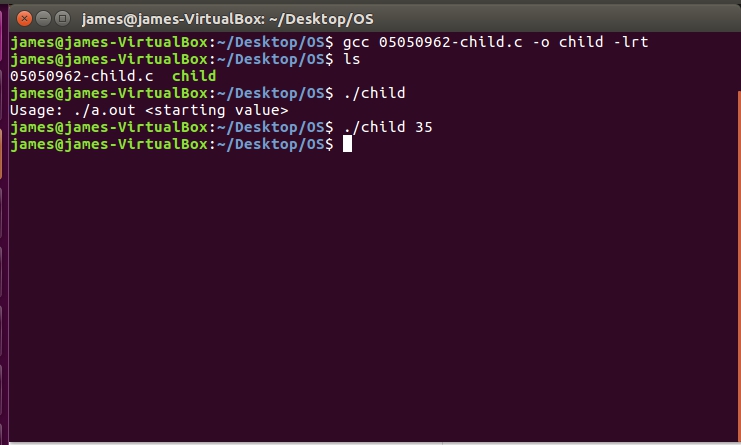 james@james-VirtualBox: ~/Desktop/OS
james@james-VirtualBox:~/Desktop/OS$ gcc 05050962-child.c -o child -lrt
james@james-VirtualBox:~/Desktop/OS$ ls
05050962-child.c  child
james@james-VirtualBox:~/Desktop/OS$ ./child
Usage: ./a.out <starting value>
james@james-VirtualBox:~/Desktop/OS$ ./child 35
james@james-VirtualBox:~/Desktop/OS$